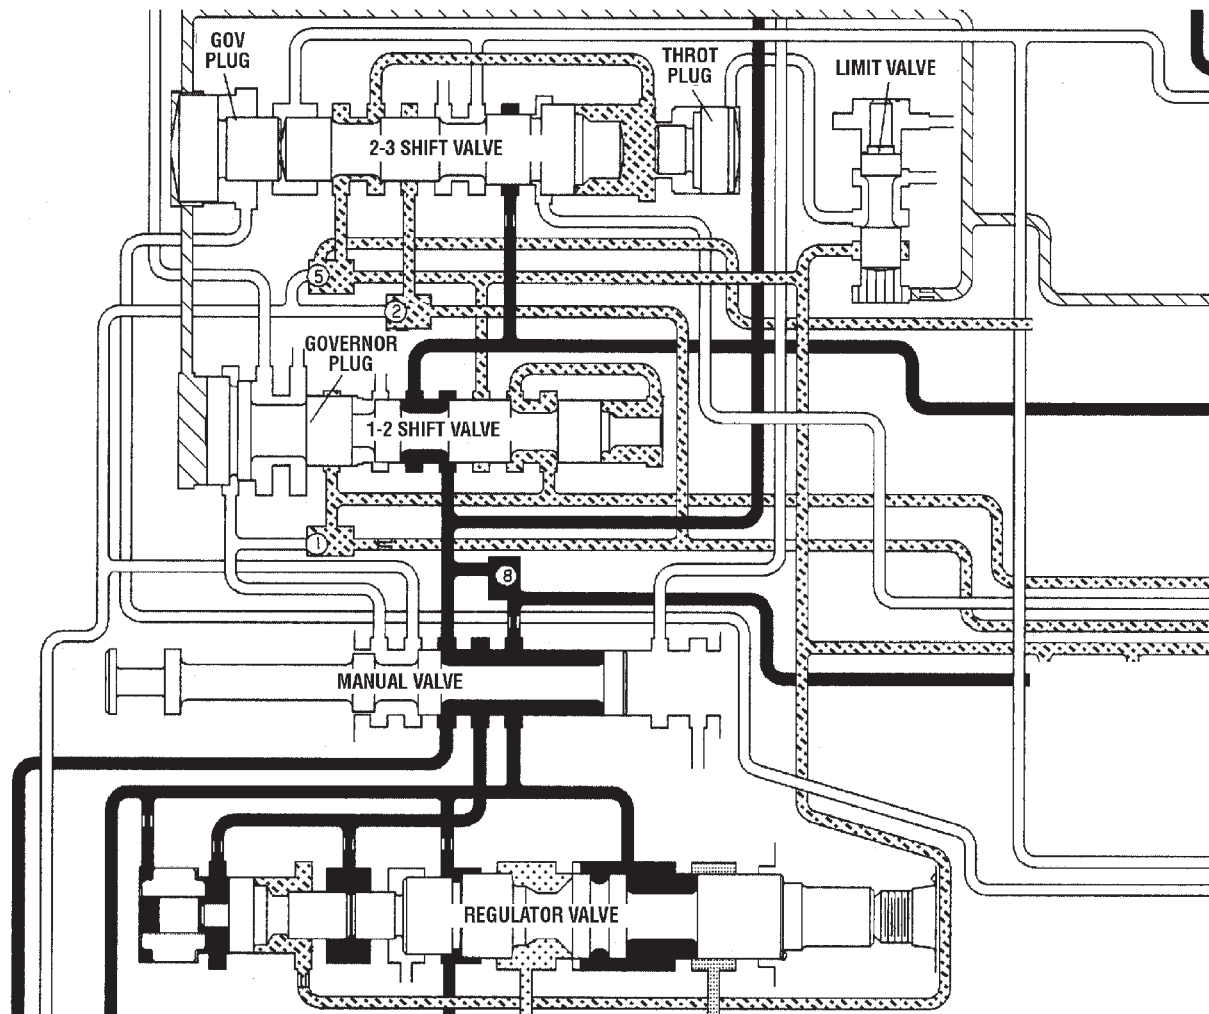 GOV
PLUG
THROT
PLUG
LIMIT VALVE
2-3 SHIFT VALVE
5
2
GOVERNOR
PLUG
1-2 SHIFT VALVE
1
8
MANUAL VALVE
REGULATOR VALVE